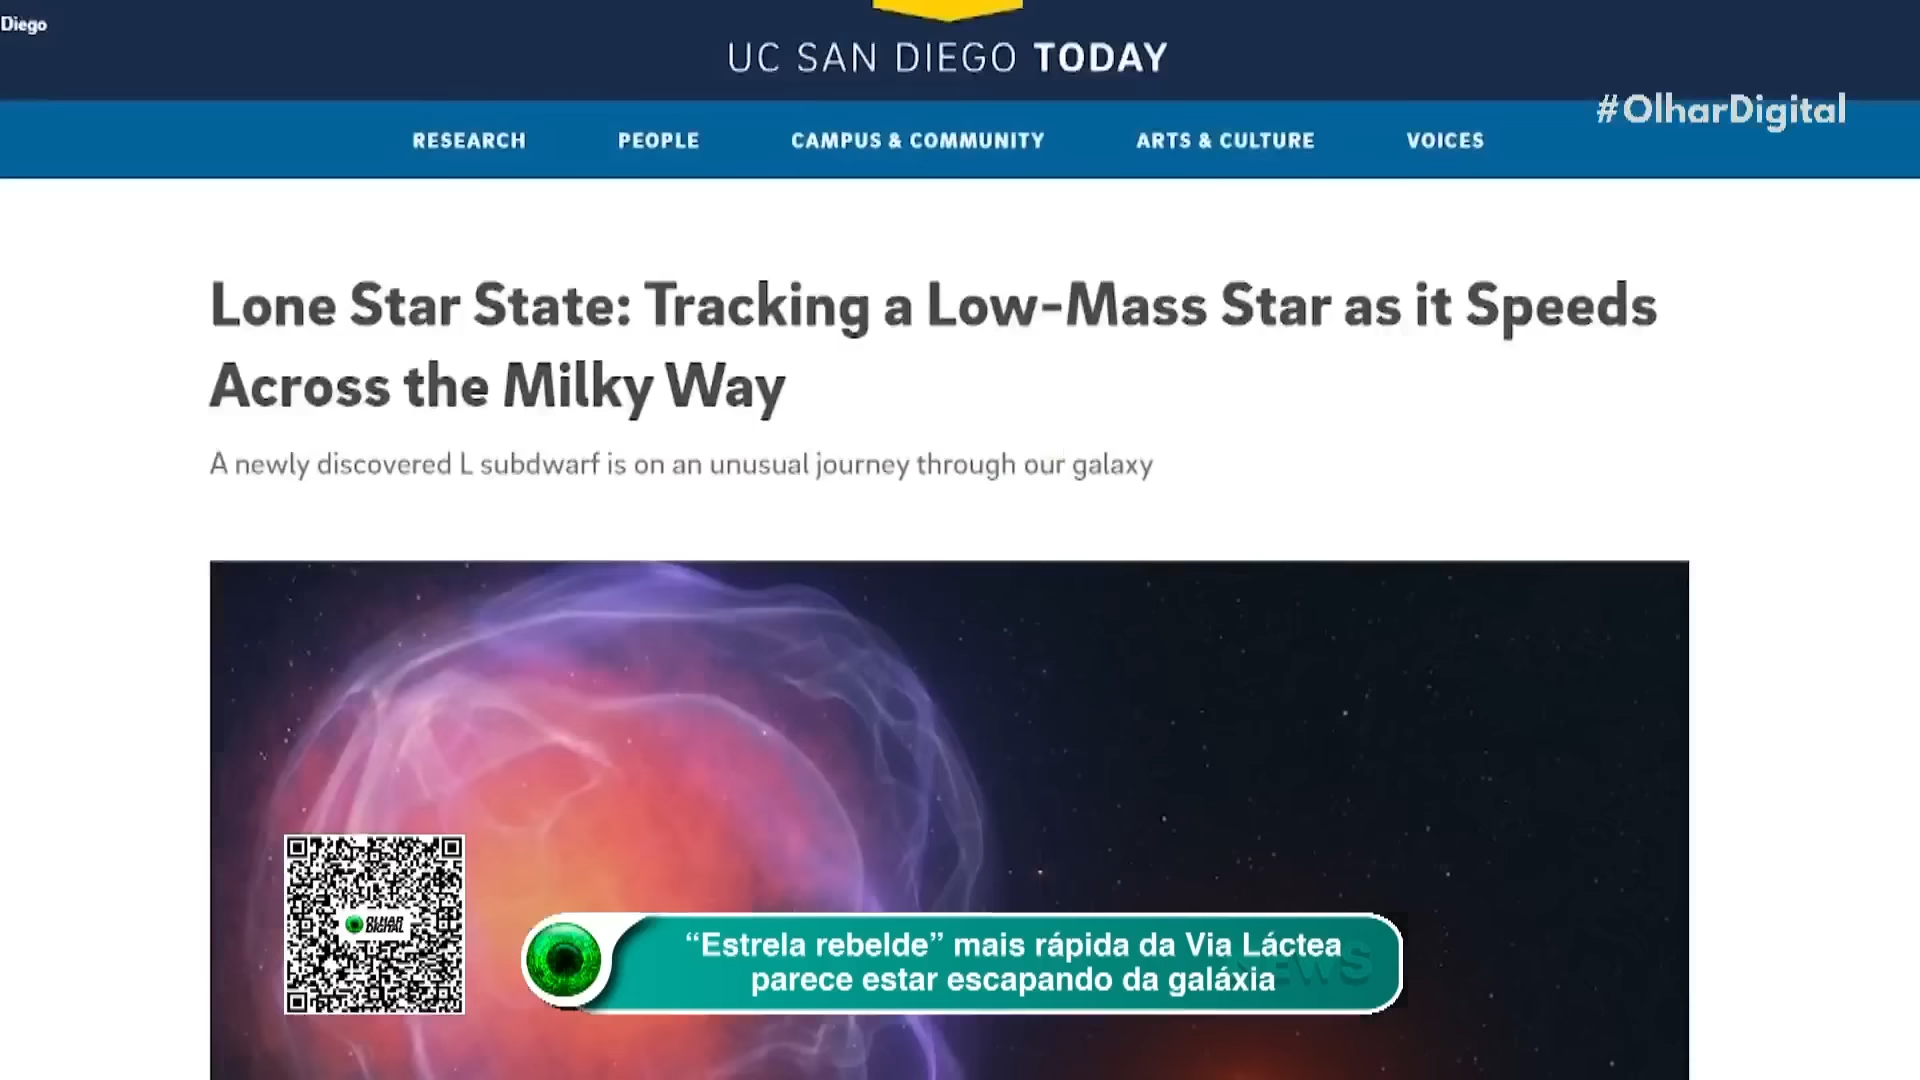 Diego
UC SAN DIEGO TODAY
#OlharDigital
RESEARCH PEOPLE CAMPUS & COMMUNITY ARTS & CULTURE VOICES
Lone Star State: Tracking a Low-Mass Star as it Speeds
Across the Milky Way
A newly discovered L subdwarf is on an unusual journey through our galaxy
OLHAR
DIGITAL
“Estrela rebelde” mais rápida da Via Láctea
parece estar escapando da galáxia